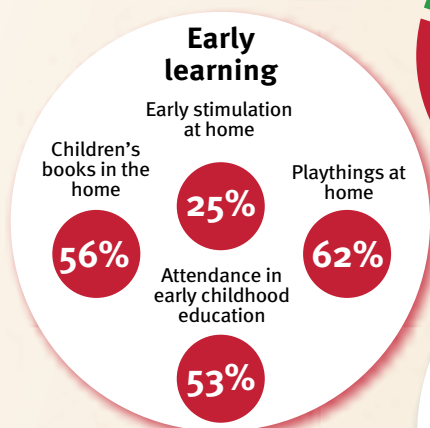 Early
learning
Early stimulation
at home
25%
Children's
books in the
home
56%
Playthings at
home
62%
Attendance in
early childhood
education
53%